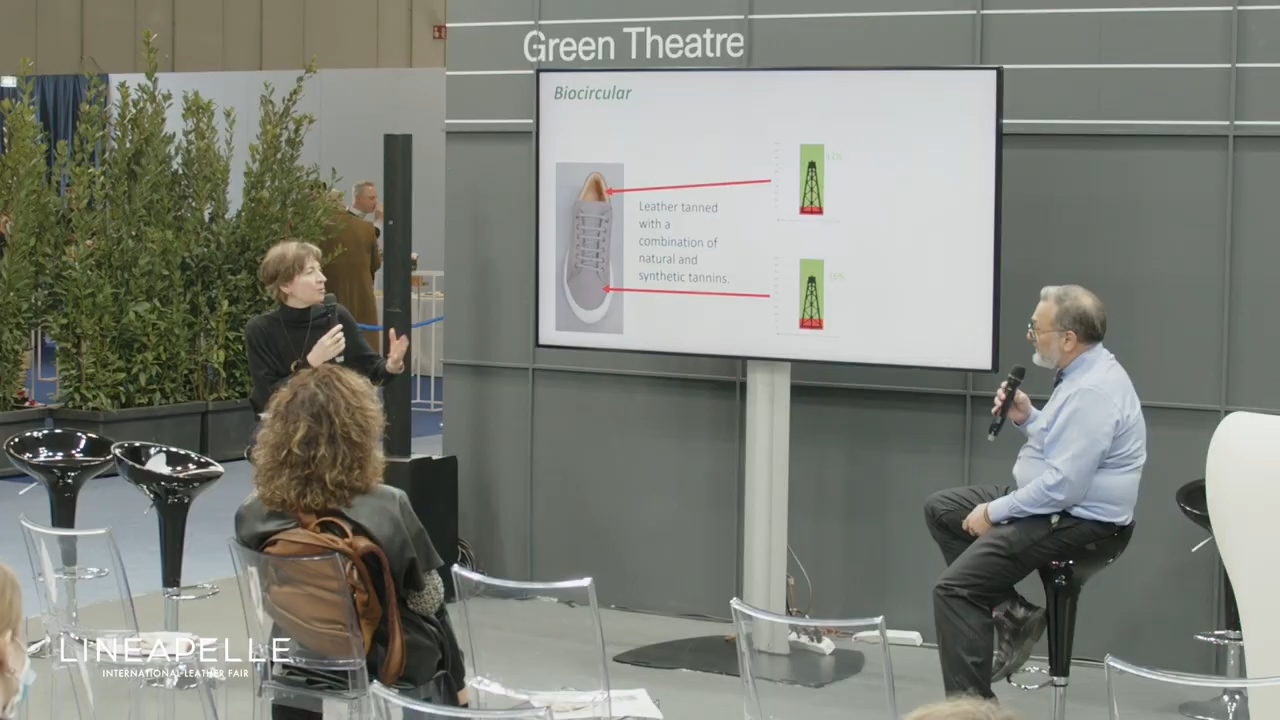 Green Theatre
Biocircular
Leather tanned
with a
combination of
natural and
synthetic tannins.
LINEAPELLE
INTERNATIONAL LEATHER FAIR